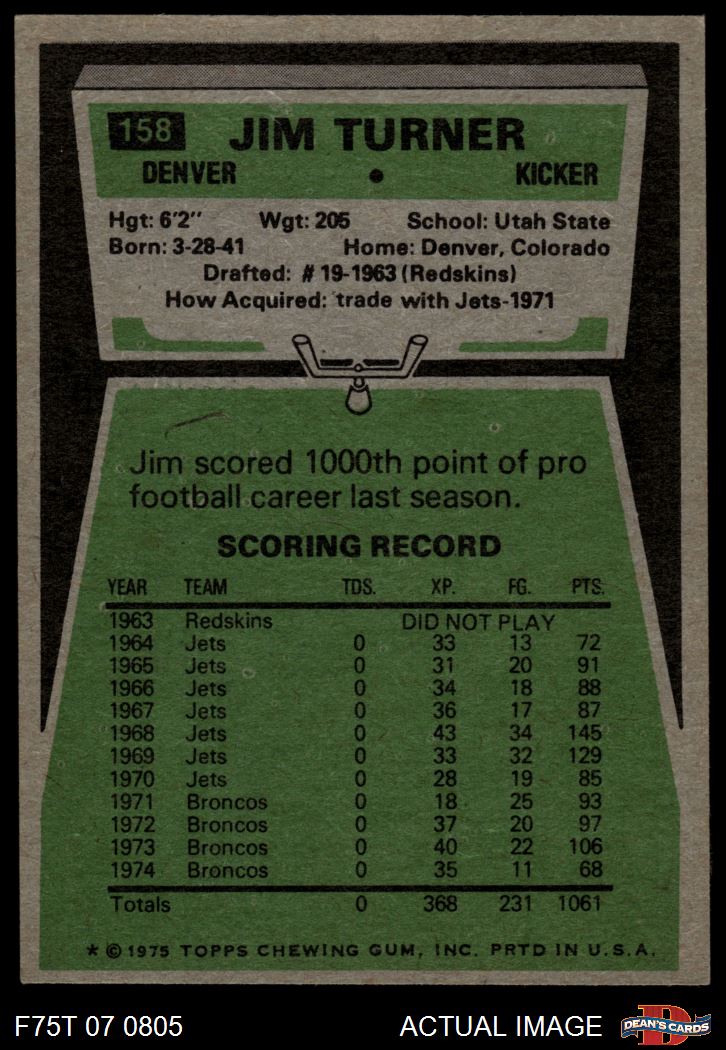 158 JIM TURNER
DENVER • KICKER
Hgt: 6'2" Wgt: 205 School: Utah State
Born: 3-28-41 Home: Denver, Colorado
Drafted: # 19-1963 (Redskins)
How Acquired: trade with Jets-1971
Jim scored 1000th point of pro
football career last season.
SCORING RECORD
YEAR TEAM TDS. XP. FG. PTS.
1963 Redskins DID NOT PLAY
1964 Jets 0 33 13 72
1965 Jets 0 31 20 91
1966 Jets 0 34 18 88
1967 Jets 0 36 17 87
1968 Jets 0 43 34 145
1969 Jets 0 33 32 129
1970 Jets 0 28 19 85
1971 Broncos 0 18 25 93
1972 Broncos 0 37 20 97
1973 Broncos 0 40 22 106
1974 Broncos 0 35 11 68
Totals 0 368 231 1061
* © 1975 TOPPS CHEWING GUM, INC. PRTD IN U.S.A.
F75T 07 0805 ACTUAL IMAGE D DEAN'S CARDS